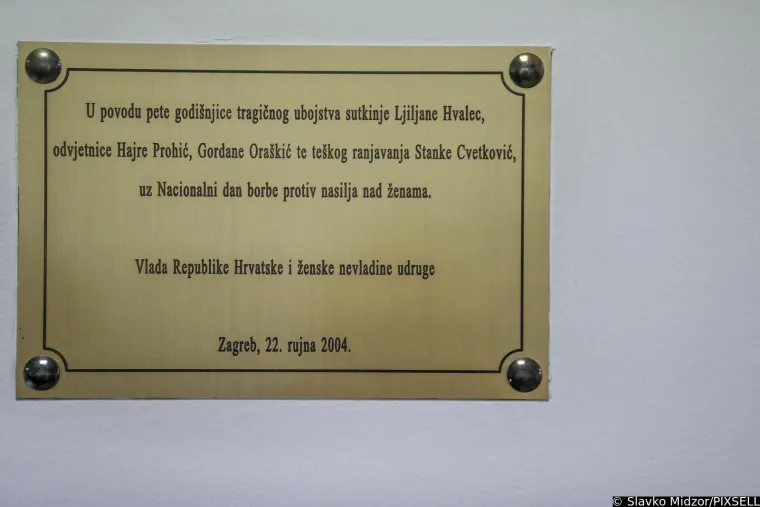 U povodu pete godišnjice tragičnog ubojstva sutkinje Ljiljane Hvalec,
odvjetnice Hajre Prohić, Gordane Oraškić te teškog ranjavanja Stanke Cvetković,
uz Nacionalni dan borbe protiv nasilja nad ženama.
Vlada Republike Hrvatske i ženske nevladine udruge
Zagreb, 22. rujna 2004.
© Slavko Midzor/PIXSELL